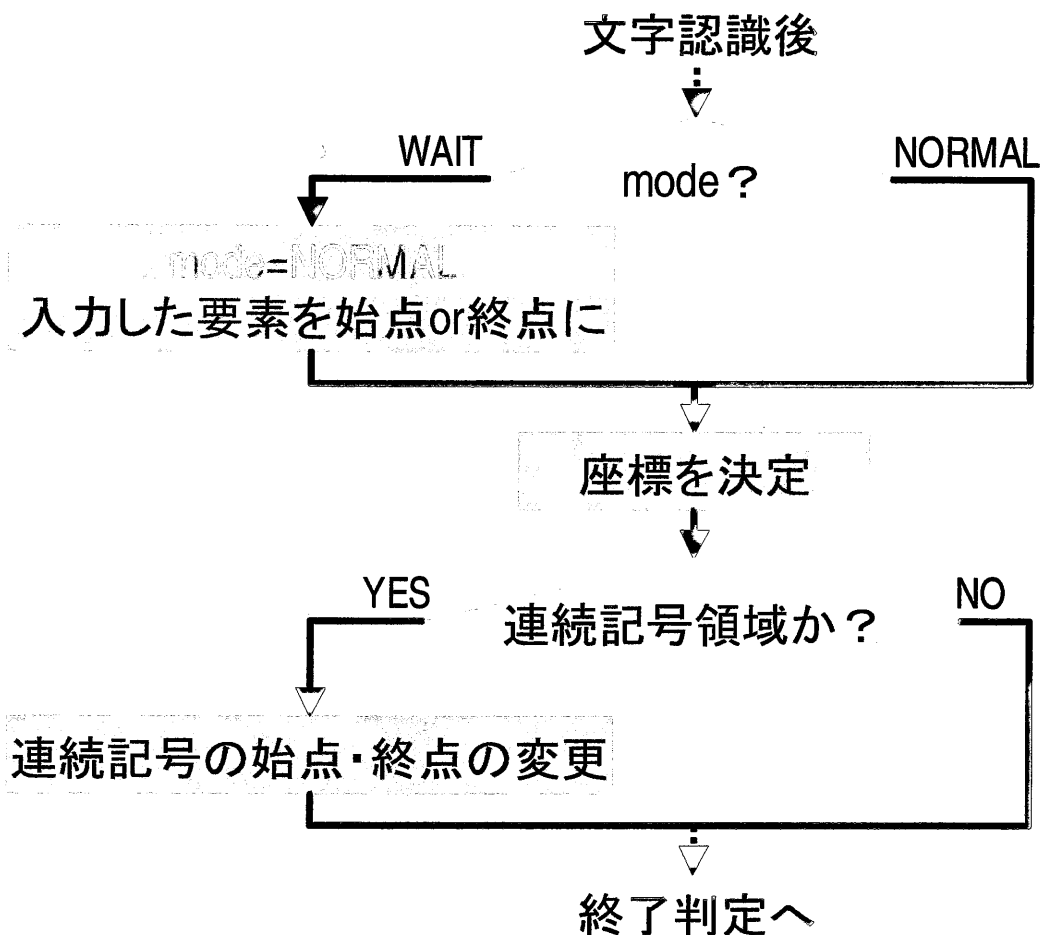 文字認識後
WAIT
NORMAL
mode？
mode=NORMAL
入力した要素を始点or終点に
座標を決定
YES
NO
連続記号領域か？
連続記号の始点・終点の変更
終了判定へ